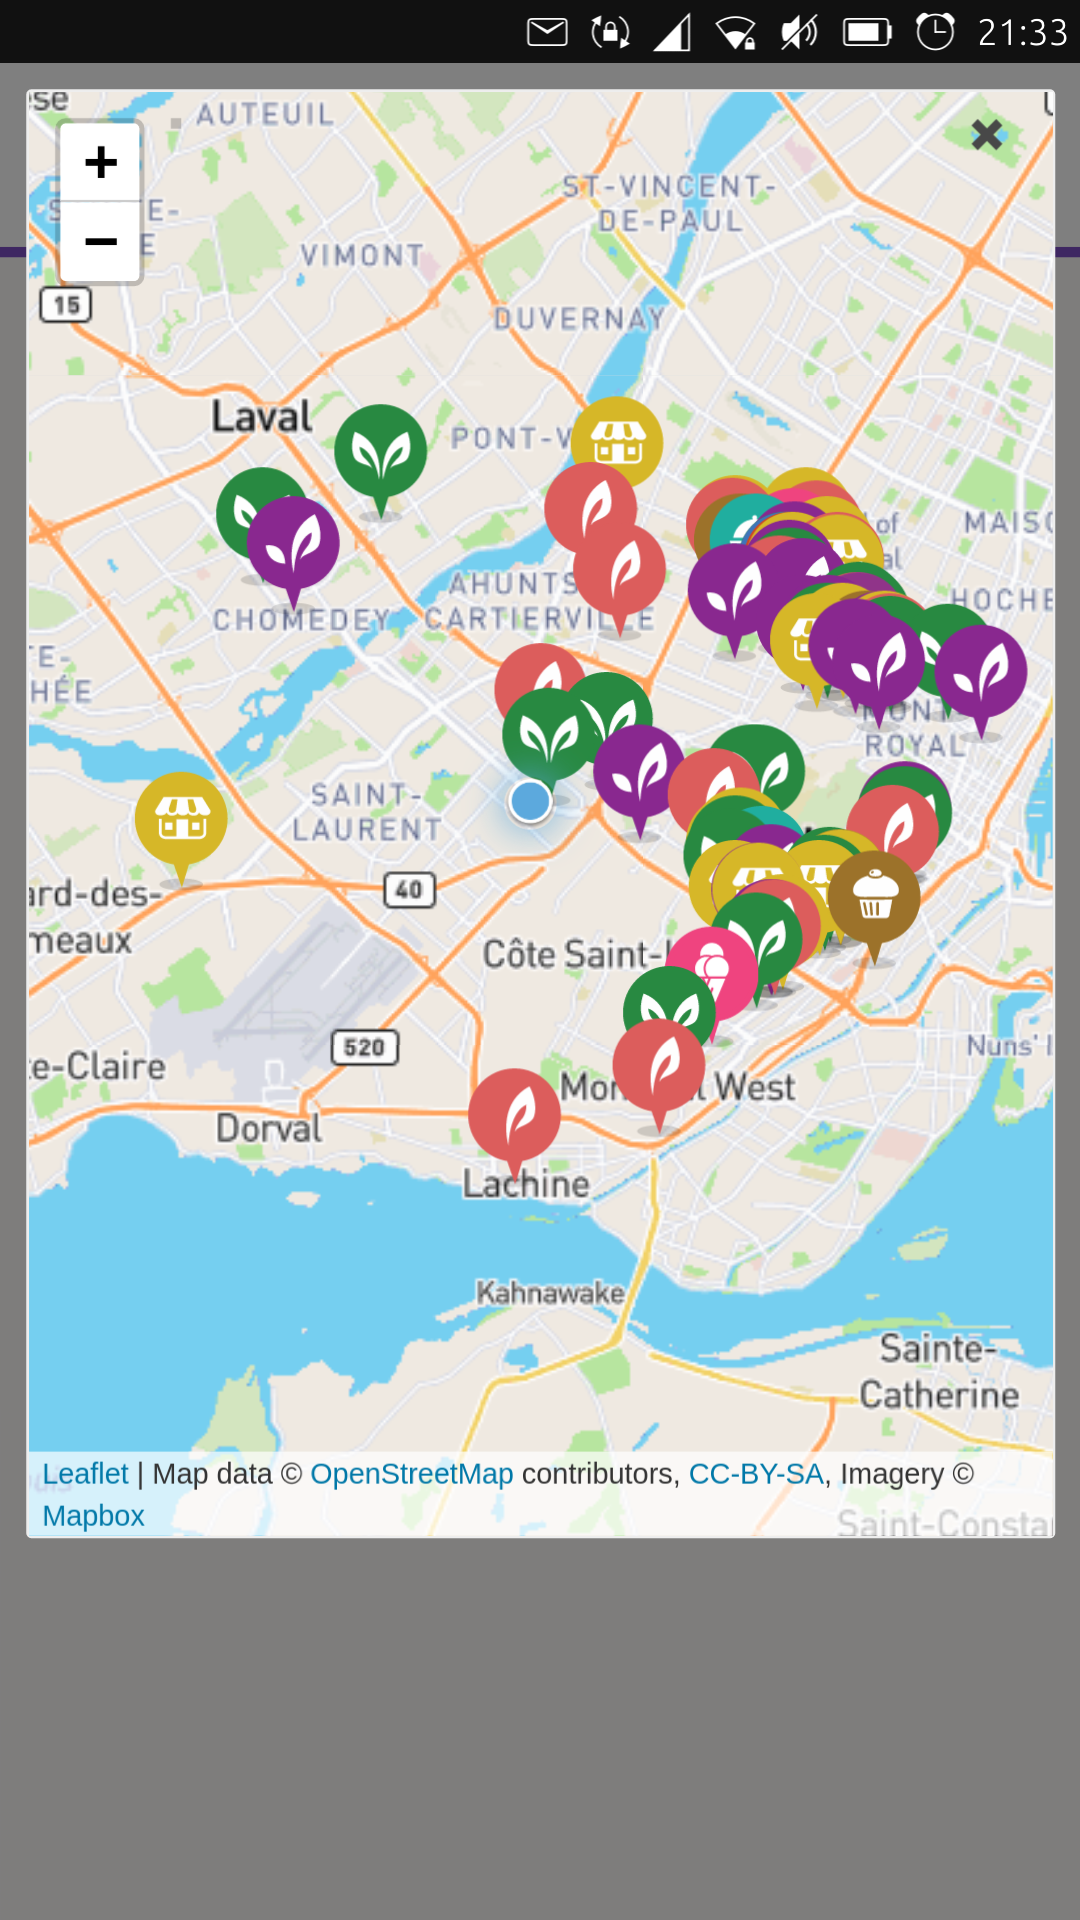 21:33
AUTEUIL
ST-VINCENT-
DE-PAUL
VIMONT
15
DUVERNAY
Laval
PONT-V
MAISO
AHUNTS
HOCHE
CHOMEDEY
CARTIERVILLE
TE-
HÉE
MONT
ROYAL
SAINT-
LAURENT
40
ard-des-
meaux
Côte Saint-
520
Nuns' I
e-Claire
Mon l West
Dorval
Lachine
Kahnawake
Sainte-
Catherine
Leaflet | Map data © OpenStreetMap contributors, CC-BY-SA, Imagery ©
Mapbox
Saint-Consta